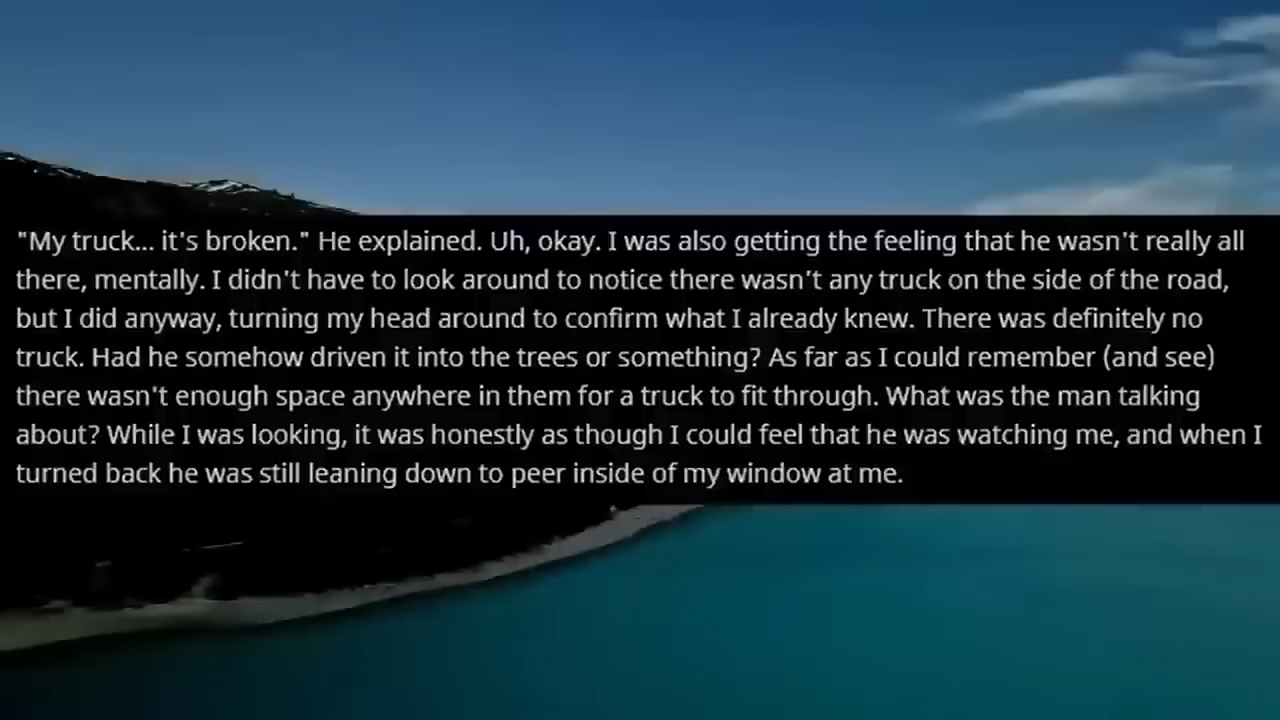 "My truck... it's broken." He explained. Uh, okay. I was also getting the feeling that he wasn't really all
there, mentally. I didn't have to look around to notice there wasn't any truck on the side of the road,
but I did anyway, turning my head around to confirm what I already knew. There was definitely no
truck. Had he somehow driven it into the trees or something? As far as I could remember (and see)
there wasn't enough space anywhere in them for a truck to fit through. What was the man talking
about? While I was looking, it was honestly as though I could feel that he was watching me, and when I
turned back he was still leaning down to peer inside of my window at me.